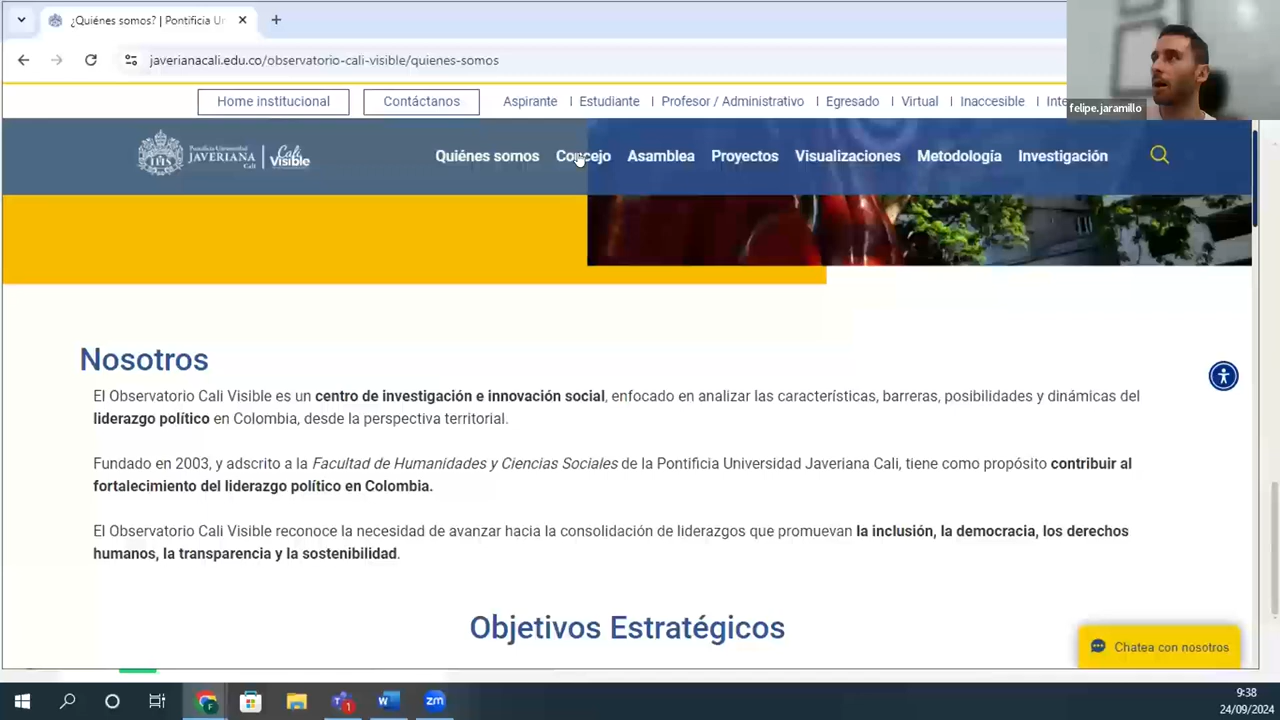 ¿Quiénes somos? | Pontificia Un
javerianacali.edu.co/observatorio-cali-visible/quienes-somos
felipe.jaramillo
Home institucional
Contáctanos
Aspirante | Estudiante | Profesor / Administrativo | Egresado | Virtual | Inaccesible | Inte
Pontificia Universidad
JAVERIANA
Cali
Cali
Visible
Quiénes somos
Concejo
Asamblea
Proyectos
Visualizaciones
Metodología
Investigación
Nosotros
El Observatorio Cali Visible es un centro de investigación e innovación social, enfocado en analizar las características, barreras, posibilidades y dinámicas del
liderazgo político en Colombia, desde la perspectiva territorial.
Fundado en 2003, y adscrito a la Facultad de Humanidades y Ciencias Sociales de la Pontificia Universidad Javeriana Cali, tiene como propósito contribuir al
fortalecimiento del liderazgo político en Colombia.
El Observatorio Cali Visible reconoce la necesidad de avanzar hacia la consolidación de liderazgos que promuevan la inclusión, la democracia, los derechos
humanos, la transparencia y la sostenibilidad.
Objetivos Estratégicos
Chatea con nosotros
zm
9:38
24/09/2024